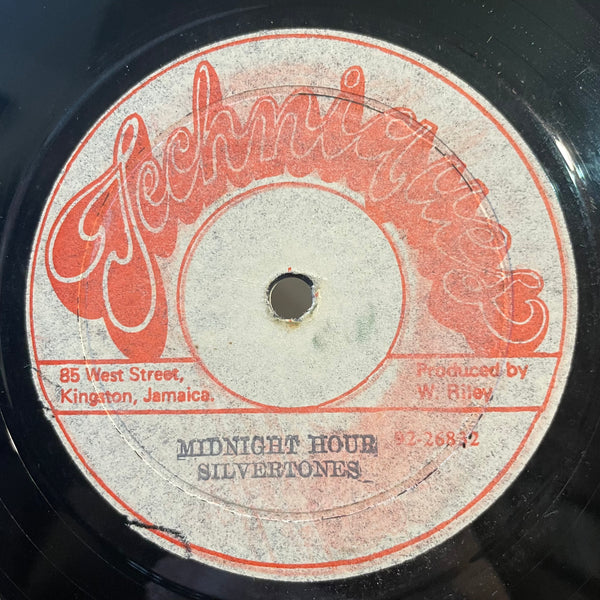 Techniques
85 West Street,
Kingston, Jamaica.
Produced by
W. Riley
MIDNIGHT HOUR
SILVERTONES